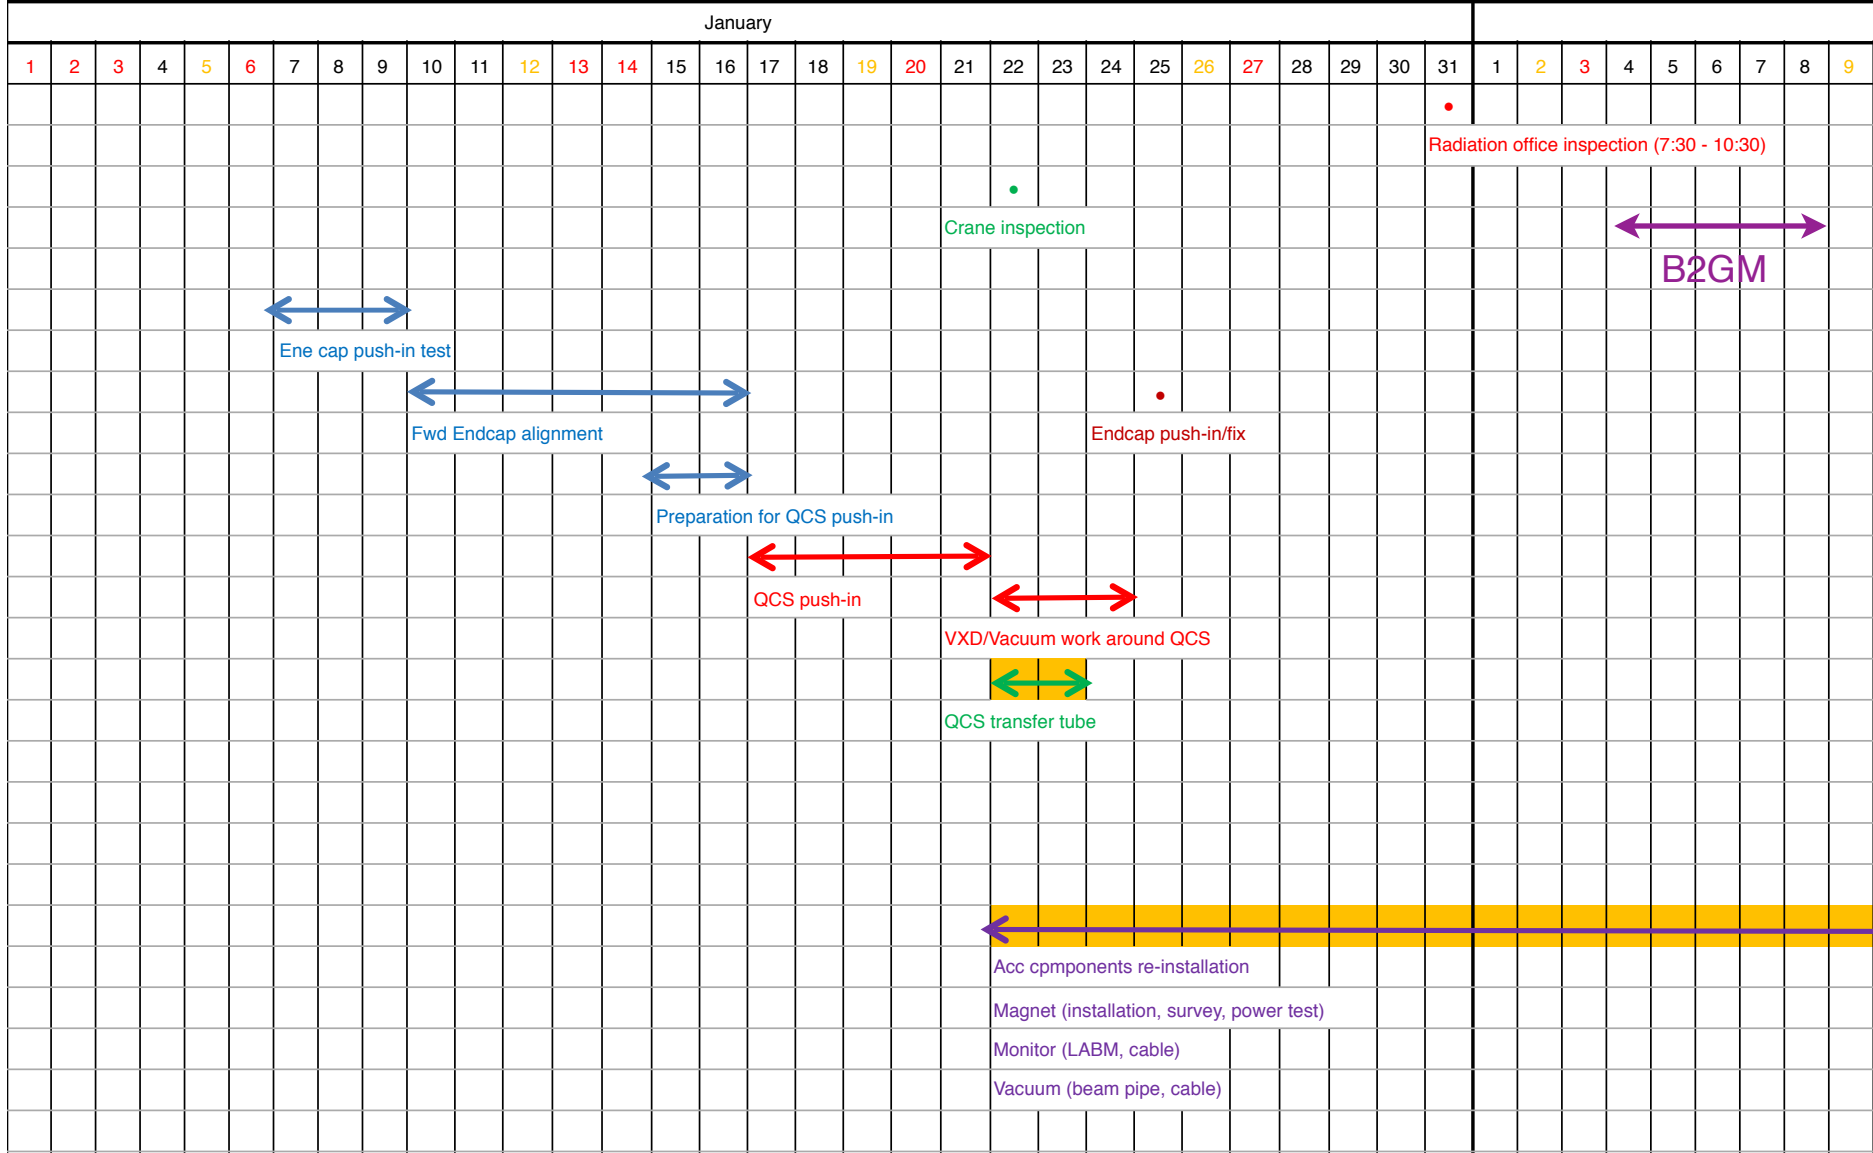 January
1 2 3 4 5 6 7 8 9 10 11 12 13 14 15 16 17 18 19 20 21 22 23 24 25 26 27 28 29 30 31 1 2 3 4 5 6 7 8 9
Radiation office inspection (7:30 - 10:30)
Crane inspection
B2GM
Ene cap push-in test
Fwd Endcap alignment
Endcap push-in/fix
Preparation for QCS push-in
QCS push-in
VXD/Vacuum work around QCS
QCS transfer tube
Acc cpmponents re-installation
Magnet (installation, survey, power test)
Monitor (LABM, cable)
Vacuum (beam pipe, cable)